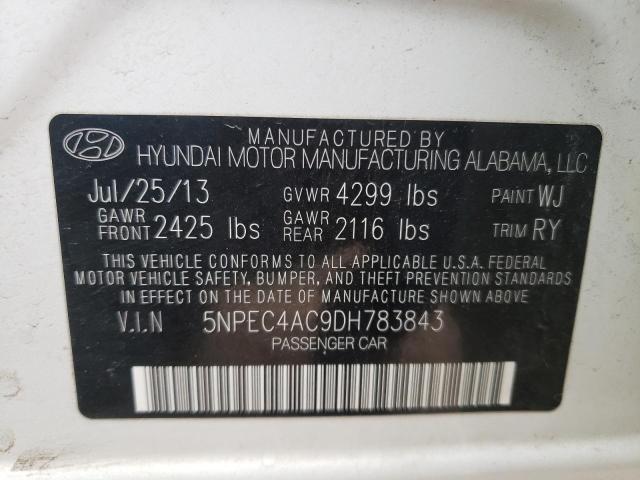 MANUFACTURED BY
HYUNDAI MOTOR MANUFACTURING ALABAMA, LLC
Jul/25/13 GVWR 4299 lbs PAINT WJ
GAWR FRONT 2425 lbs GAWR REAR 2116 lbs TRIM RY
THIS VEHICLE CONFORMS TO ALL APPLICABLE U.S.A. FEDERAL
MOTOR VEHICLE SAFETY, BUMPER, AND THEFT PREVENTION STANDARDS
IN EFFECT ON THE DATE OF MANUFACTURE SHOWN ABOVE.
V.I.N 5NPEC4AC9DH783843
PASSENGER CAR